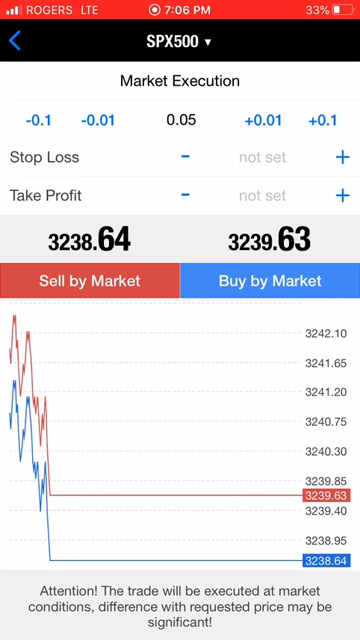 ROGERS LTE 7:06 PM 33%
SPX500 ▼
Market Execution
-0.1 -0.01 0.05 +0.01 +0.1
Stop Loss - not set +
Take Profit - not set +
3238.64 3239.63
Sell by Market Buy by Market
3242.10
3241.65
3241.20
3240.75
3240.30
3239.85
3239.63
3239.40
3238.95
3238.64
Attention! The trade will be executed at market
conditions, difference with requested price may be
significant!